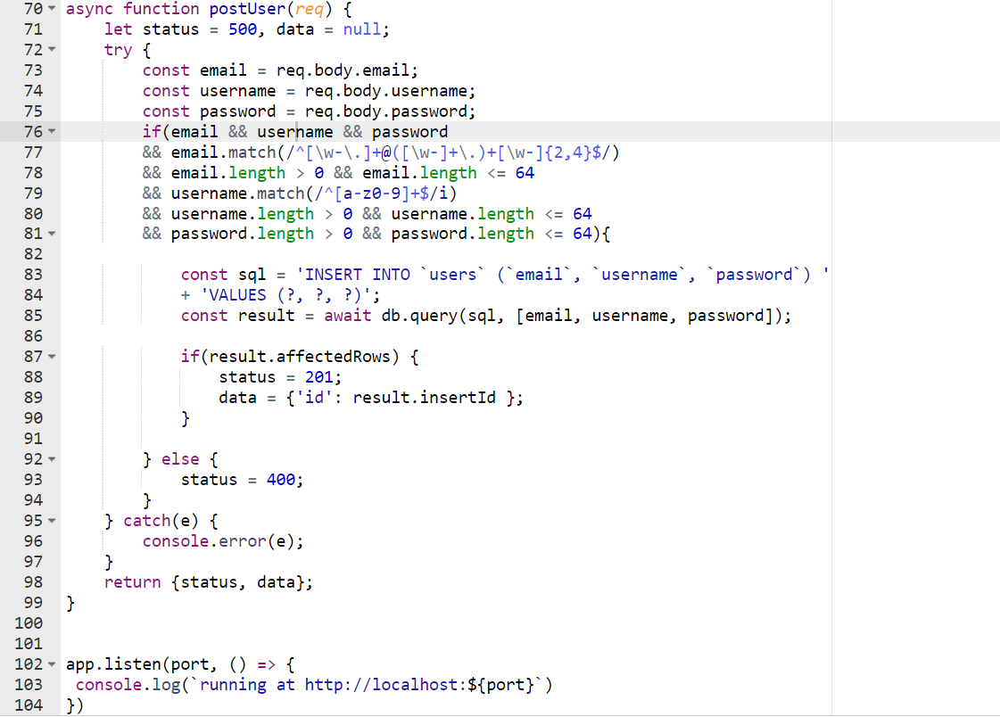 70 async function postUser(req) {
71 let status = 500, data = null;
72 try {
73 const email = req.body.email;
74 const username = req.body.username;
75 const password = req.body.password;
76 if(email && username && password
77 && email.match(/^[\w-\.]+@([\w-]+\.)+[\w-]{2,4}$/)
78 && email.length > 0 && email.length <= 64
79 && username.match(/^[a-z0-9]+$/i)
80 && username.length > 0 && username.length <= 64
81 && password.length > 0 && password.length <= 64){
82
83 const sql = 'INSERT INTO `users` (`email`, `username`, `password`) '
84 + 'VALUES (?, ?, ?)';
85 const result = await db.query(sql, [email, username, password]);
86
87 if(result.affectedRows) {
88 status = 201;
89 data = {'id': result.insertId };
90 }
91
92 } else {
93 status = 400;
94 }
95 } catch(e) {
96 console.error(e);
97 }
98 return {status, data};
99 }
100
101
102 app.listen(port, () => {
103 console.log(`running at http://localhost:${port}`)
104 })